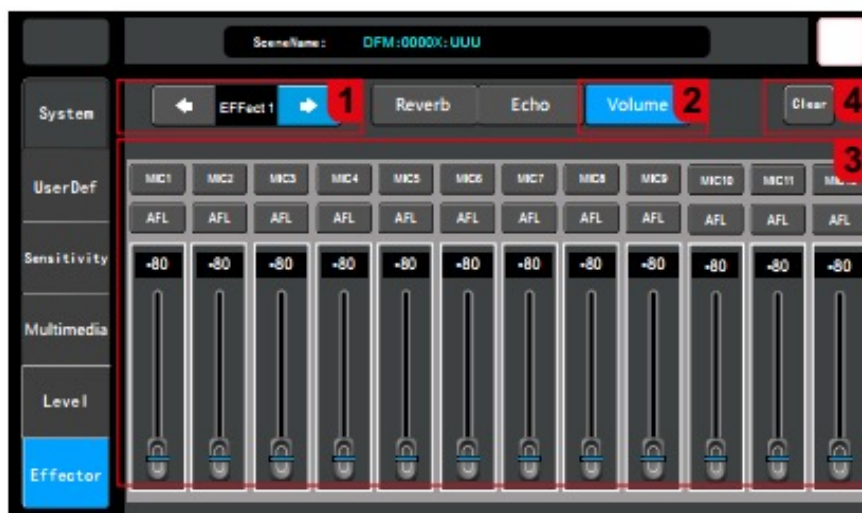 SceneName: DFM:0000X:UUU
System
EFFect 1
1
Reverb
Echo
Volume
2
Clear
4
3
UserDef
MIC1 MIC2 MIC3 MIC4 MIC5 MIC6 MIC7 MIC8 MIC9 MIC10 MIC11
AFL AFL AFL AFL AFL AFL AFL AFL AFL AFL AFL AFL
Sensitivity
-80 -80 -80 -80 -80 -80 -80 -80 -80 -80 -80 -80
Multimedia
Level
Effector